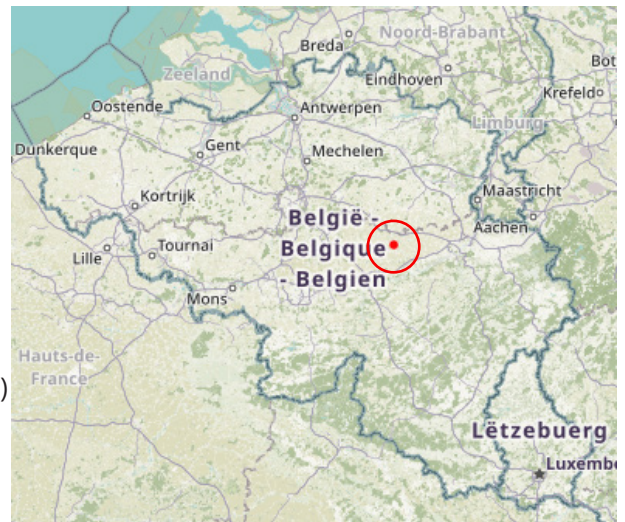 Breda
Noord-Brabant
Bot
Zeeland
Eindhoven
Krefeld
Oostende
Antwerpen
Limburg
Dunkerque
Gent
Mechelen
Kortrijk
Maastricht
België -
Belgique
- Belgien
Aachen
Lille
Tournai
Mons
Hauts-de-
France
)
Lëtzebuerg
Luxemb